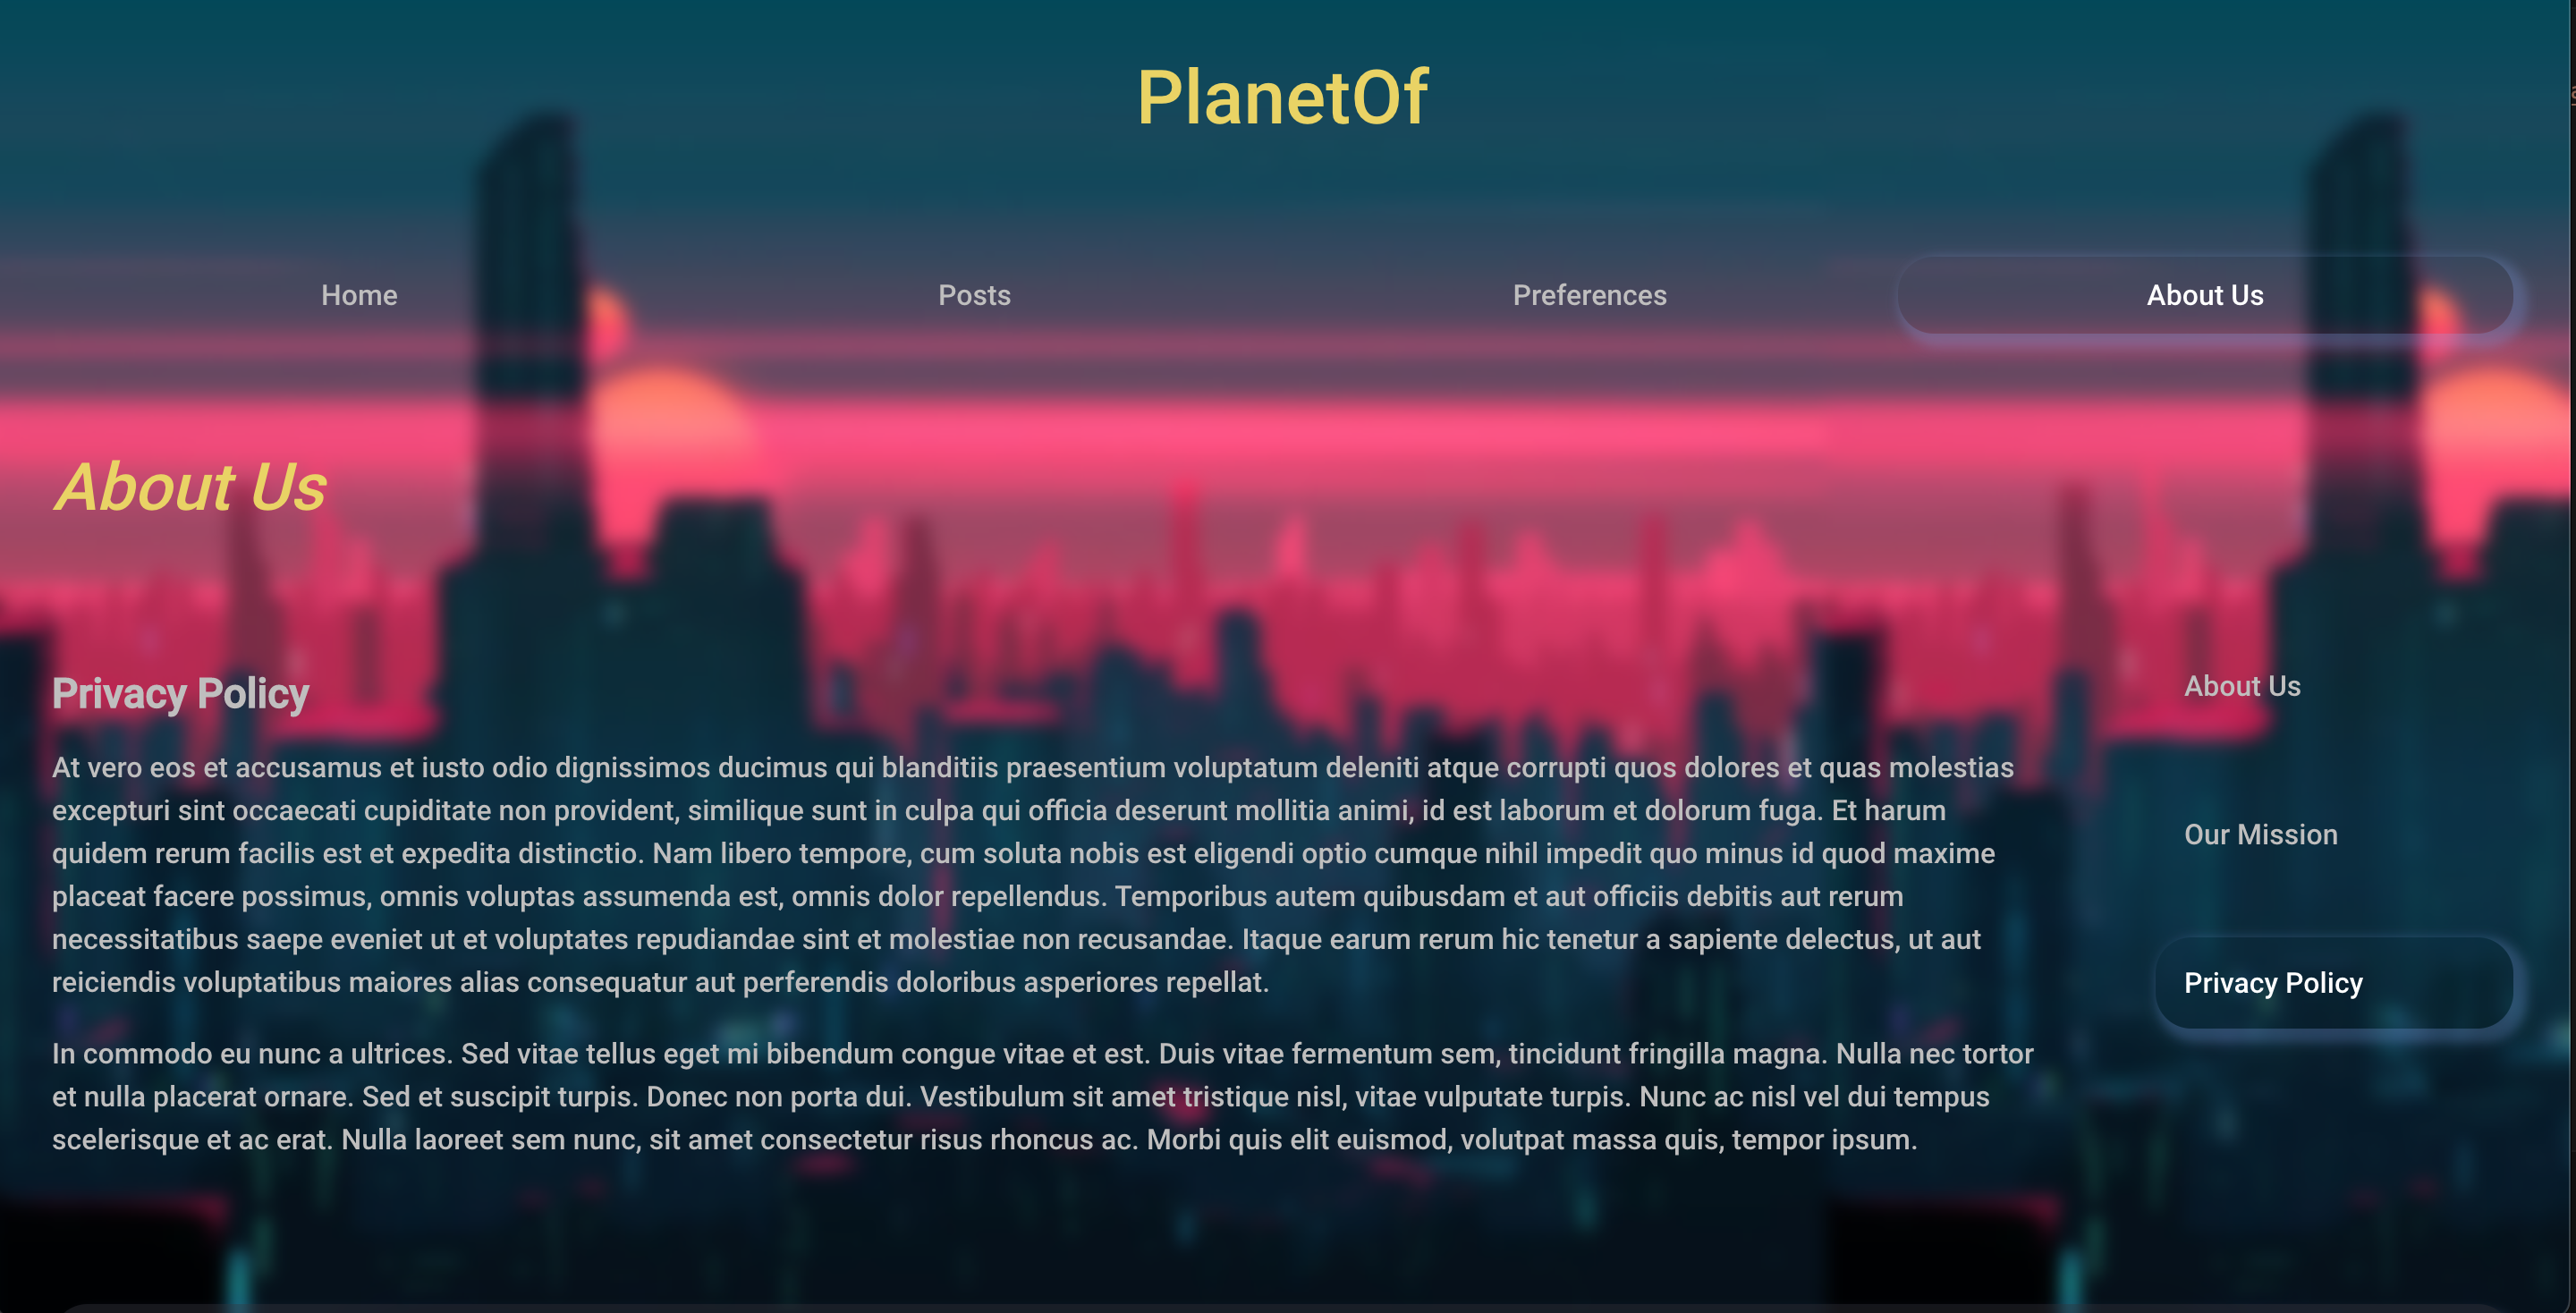 PlanetOf
Home Posts Preferences About Us
About Us
Privacy Policy
At vero eos et accusamus et iusto odio dignissimos ducimus qui blanditiis praesentium voluptatum deleniti atque corrupti quos dolores et quas molestias
excepturi sint occaecati cupiditate non provident, similique sunt in culpa qui officia deserunt mollitia animi, id est laborum et dolorum fuga. Et harum
quidem rerum facilis est et expedita distinctio. Nam libero tempore, cum soluta nobis est eligendi optio cumque nihil impedit quo minus id quod maxime
placeat facere possimus, omnis voluptas assumenda est, omnis dolor repellendus. Temporibus autem quibusdam et aut officiis debitis aut rerum
necessitatibus saepe eveniet ut et voluptates repudiandae sint et molestiae non recusandae. Itaque earum rerum hic tenetur a sapiente delectus, ut aut
reiciendis voluptatibus maiores alias consequatur aut perferendis doloribus asperiores repellat.
In commodo eu nunc a ultrices. Sed vitae tellus eget mi bibendum congue vitae et est. Duis vitae fermentum sem, tincidunt fringilla magna. Nulla nec tortor
et nulla placerat ornare. Sed et suscipit turpis. Donec non porta dui. Vestibulum sit amet tristique nisl, vitae vulputate turpis. Nunc ac nisl vel dui tempus
scelerisque et ac erat. Nulla laoreet sem nunc, sit amet consectetur risus rhoncus ac. Morbi quis elit euismod, volutpat massa quis, tempor ipsum.
About Us
Our Mission
Privacy Policy